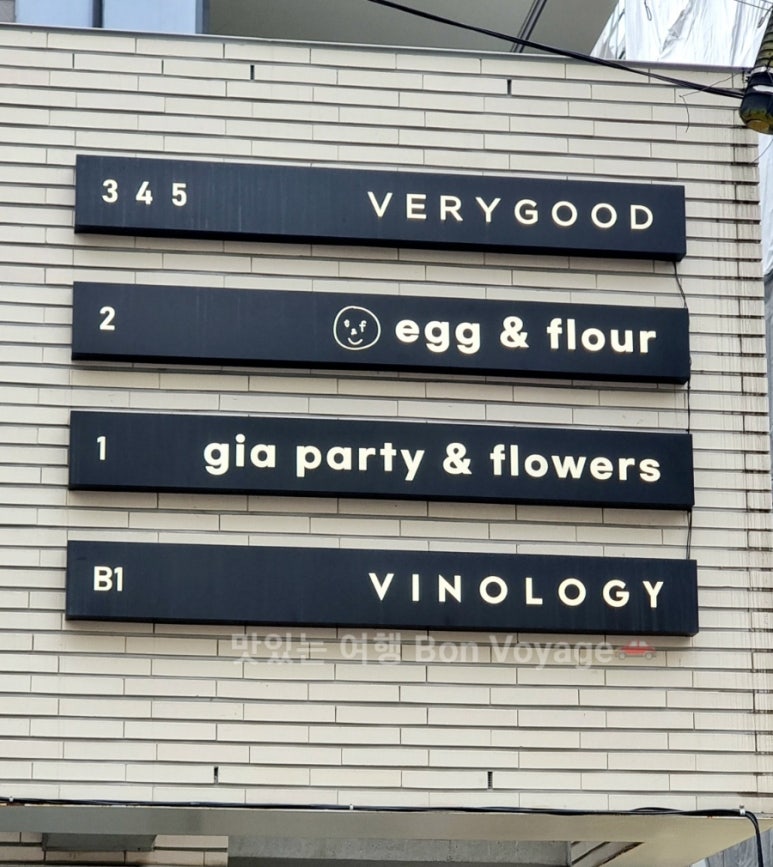 3 4 5 VERYGOOD
2 e f egg & flour
1 gia party & flowers
B1 VINOLOGY
맛있는 여행 Bon Voyage